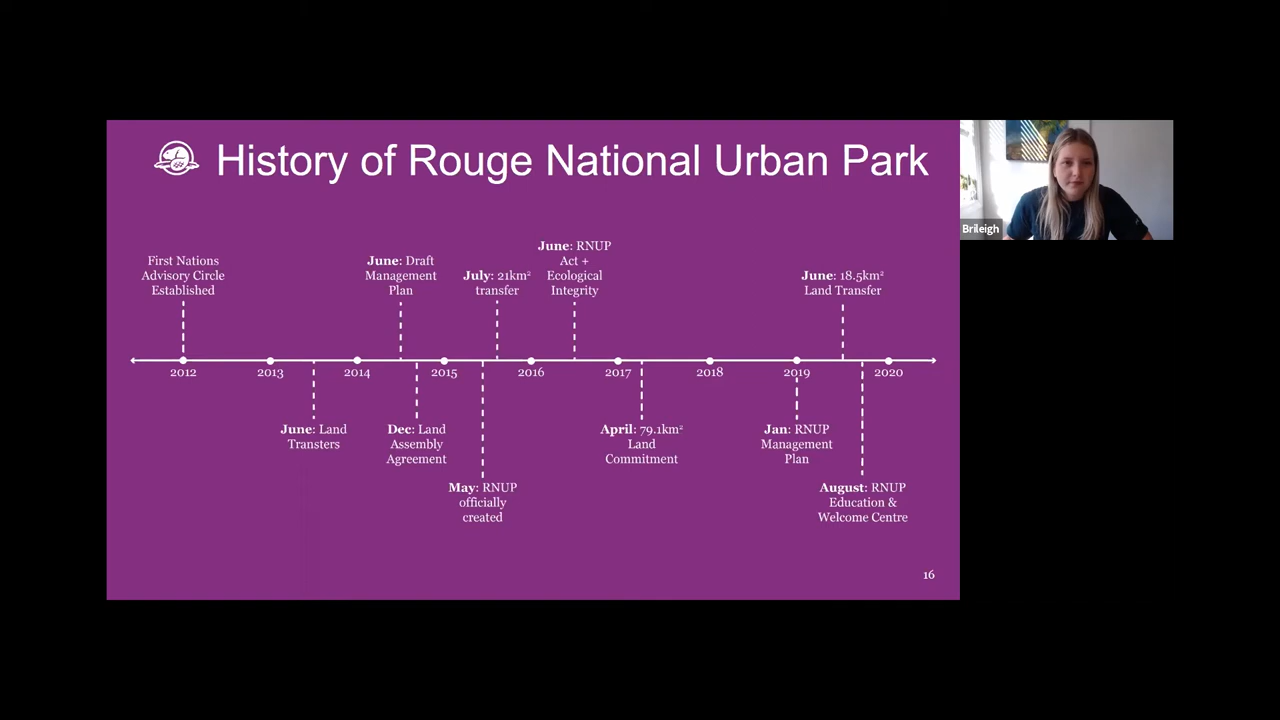 History of Rouge National Urban Park
Brileigh
First Nations
Advisory Circle
Established
June: Draft
Management
Plan
July: 21km²
transfer
June: RNUP
Act +
Ecological
Integrity
June: 18.5km²
Land Transfer
2012 2013 2014 2015 2016 2017 2018 2019 2020
June: Land
Transters
Dec: Land
Assembly
Agreement
May: RNUP
officially
created
April: 79.1km²
Land
Commitment
Jan: RNUP
Management
Plan
August: RNUP
Education &
Welcome Centre
16